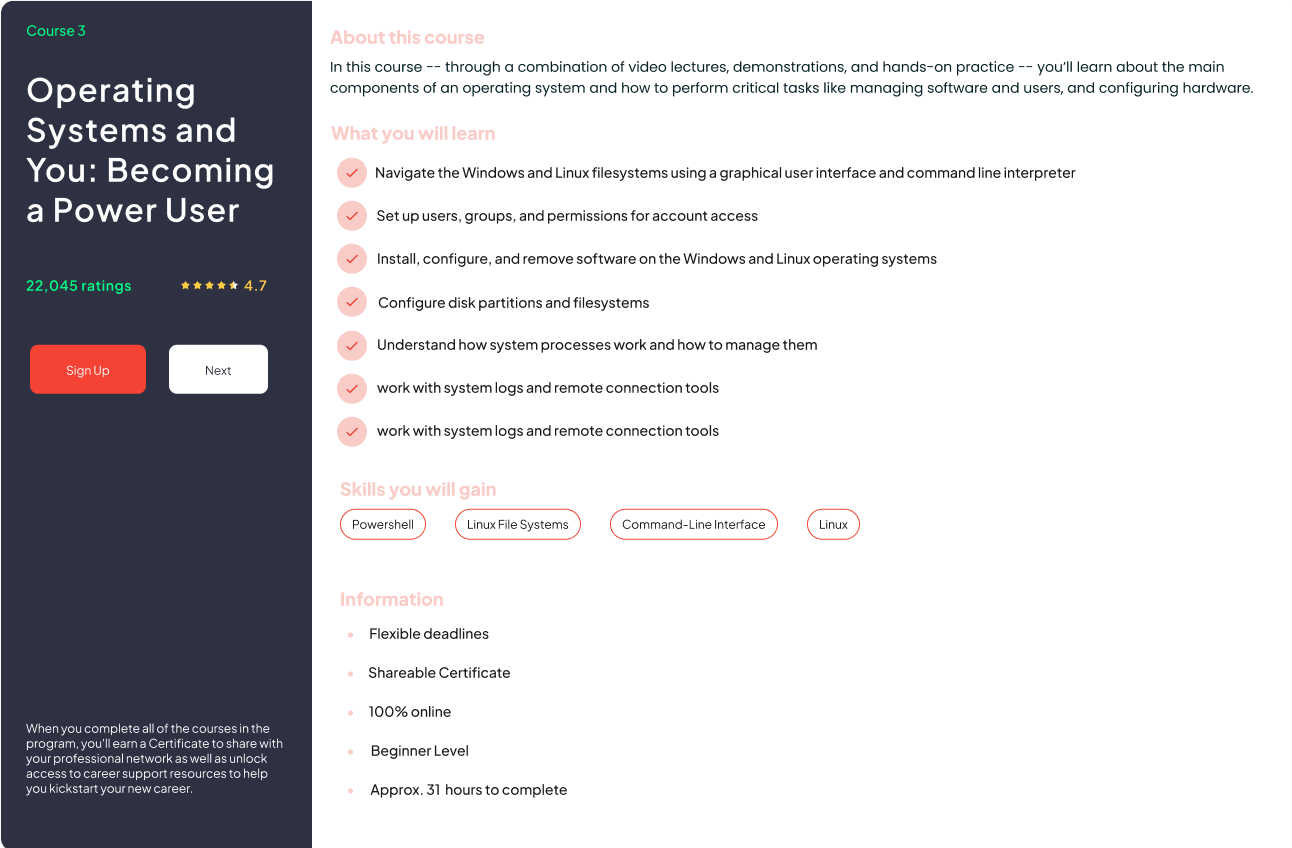 Course 3
Operating
Systems and
You: Becoming
a Power User
22,045 ratings
4.7
Sign Up
Next
When you complete all of the courses in the
program, you'll earn a Certificate to share with
your professional network as well as unlock
access to career support resources to help
you kickstart your new career.
About this course
In this course -- through a combination of video lectures, demonstrations, and hands-on practice -- you'll learn about the main
components of an operating system and how to perform critical tasks like managing software and users, and configuring hardware.
What you will learn
Navigate the Windows and Linux filesystems using a graphical user interface and command line interpreter
Set up users, groups, and permissions for account access
Install, configure, and remove software on the Windows and Linux operating systems
Configure disk partitions and filesystems
Understand how system processes work and how to manage them
work with system logs and remote connection tools
work with system logs and remote connection tools
Skills you will gain
Powershell
Linux File Systems
Command-Line Interface
Linux
Information
Flexible deadlines
Shareable Certificate
100% online
Beginner Level
Approx. 31 hours to complete